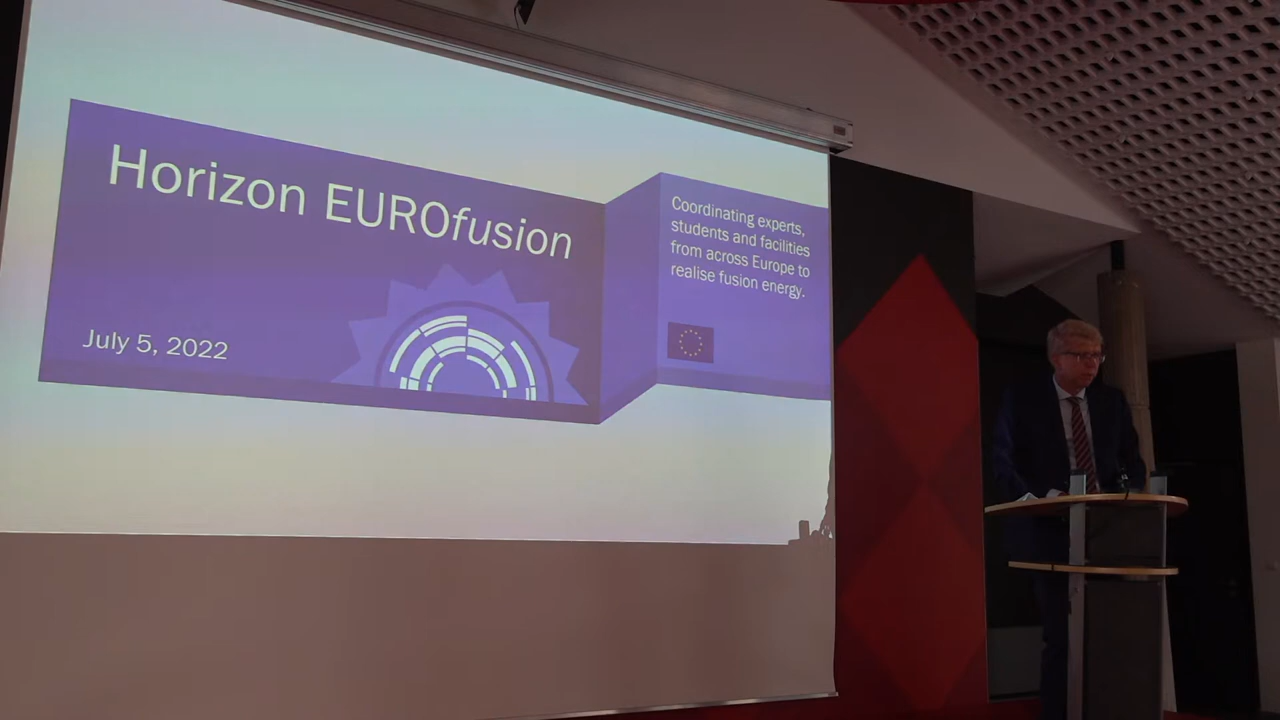 Horizon EUROfusion
July 5, 2022
Coordinating experts,
students and facilities
from across Europe to
realise fusion energy.